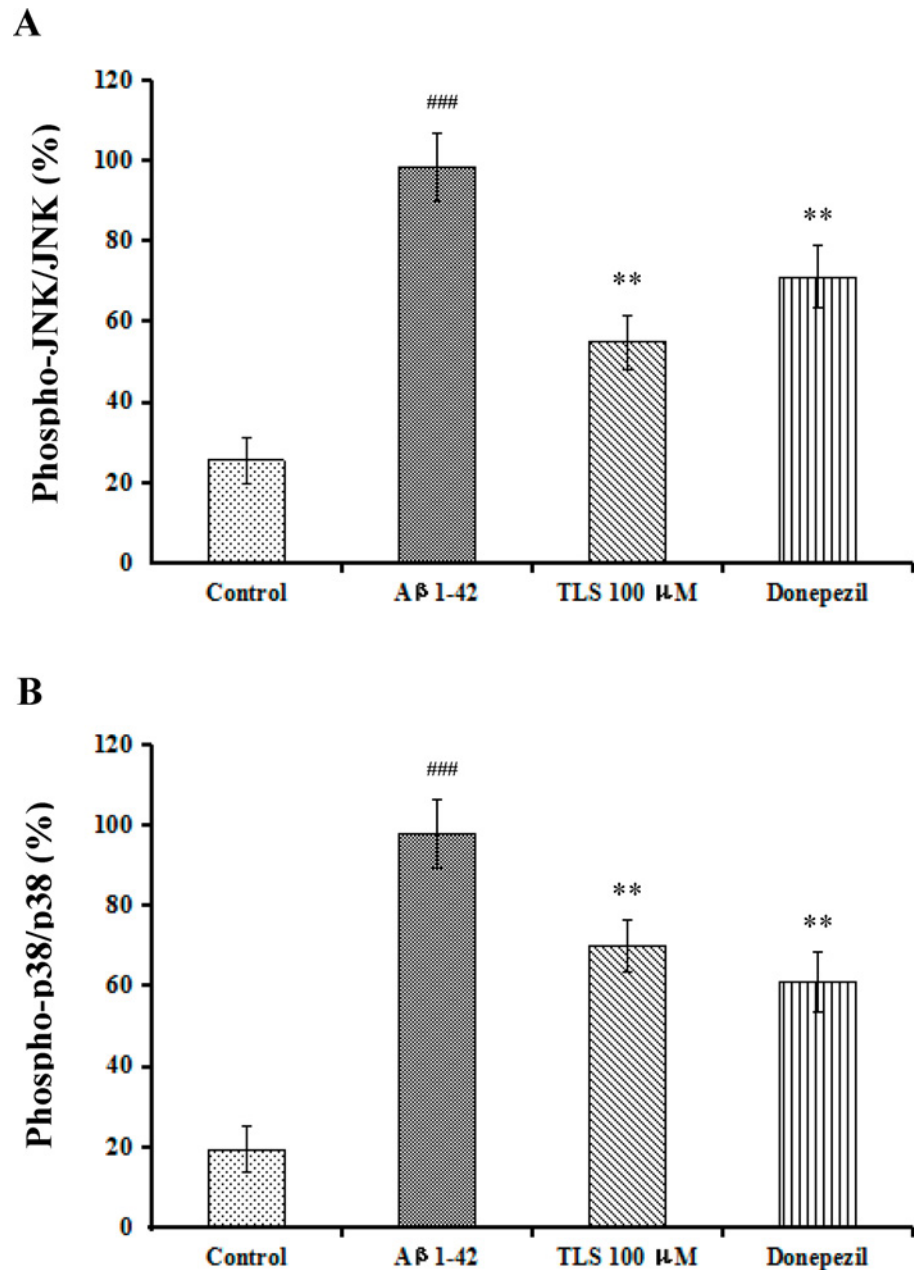 A
Phospho-JNK/JNK (%)
120
100
80
60
40
20
0
###
**
**
Control
Aβ 1-42
TLS 100 μM
Donepezil
B
Phospho-p38/p38 (%)
120
100
80
60
40
20
0
###
**
**
Control
Aβ 1-42
TLS 100 μM
Donepezil